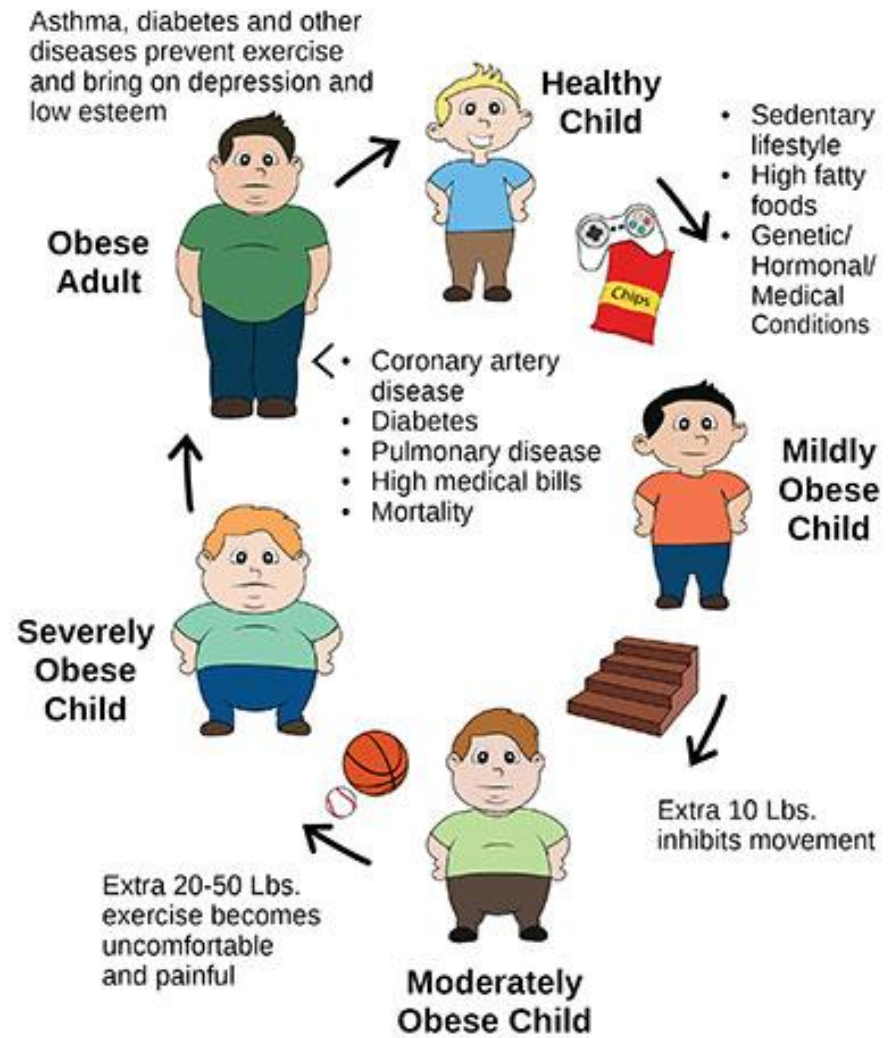 Asthma, diabetes and other
diseases prevent exercise
and bring on depression and
low esteem
Healthy
Child
• Sedentary
lifestyle
• High fatty
foods
• Genetic/
Hormonal/
Medical
Conditions
Chips
Obese
Adult
• Coronary artery
disease
• Diabetes
• Pulmonary disease
• High medical bills
• Mortality
Mildly
Obese
Child
Extra 10 Lbs.
inhibits movement
Moderately
Obese Child
Extra 20-50 Lbs.
exercise becomes
uncomfortable
and painful
Severely
Obese
Child